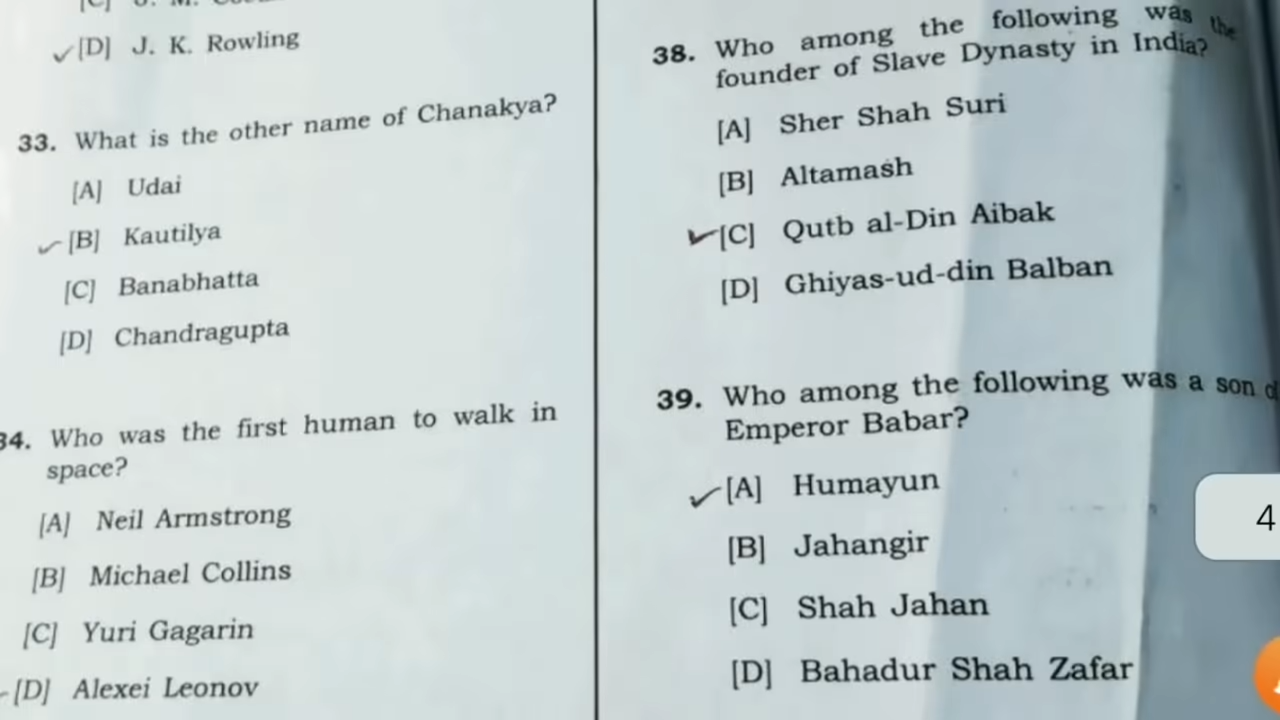 [D] J. K. Rowling
33. What is the other name of Chanakya?
[A] Udai
[B] Kautilya
[C] Banabhatta
[D] Chandragupta
34. Who was the first human to walk in
space?
[A] Neil Armstrong
[B] Michael Collins
[C] Yuri Gagarin
[D] Alexei Leonov
38. Who among the following was the
founder of Slave Dynasty in India?
[A] Sher Shah Suri
[B] Altamash
[C] Qutb al-Din Aibak
[D] Ghiyas-ud-din Balban
39. Who among the following was a son
Emperor Babar?
[A] Humayun
[B] Jahangir
[C] Shah Jahan
[D] Bahadur Shah Zafar
4